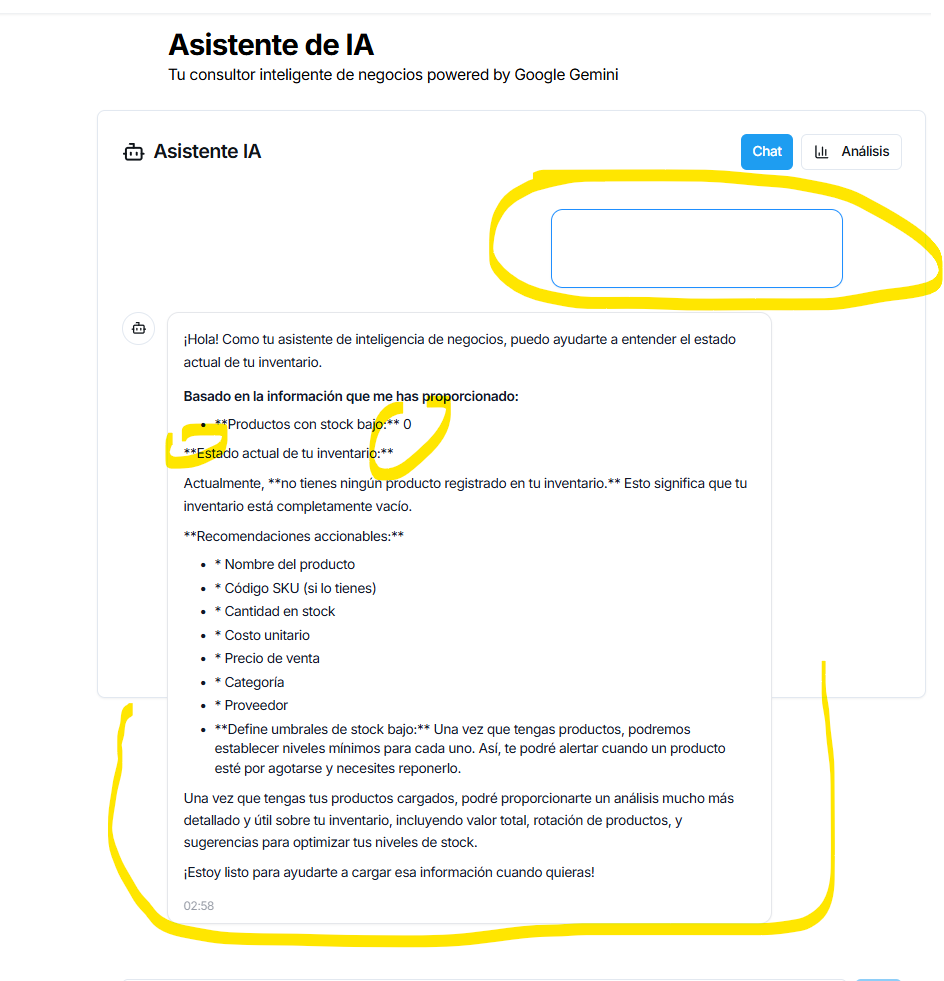 Asistente de IA
Tu consultor inteligente de negocios powered by Google Gemini
Asistente IA
Chat
Análisis
¡Hola! Como tu asistente de inteligencia de negocios, puedo ayudarte a entender el estado
actual de tu inventario.
Basado en la información que me has proporcionado:
• **Productos con stock bajo:** 0
**Estado actual de tu inventario:**
Actualmente, **no tienes ningún producto registrado en tu inventario.** Esto significa que tu
inventario está completamente vacío.
**Recomendaciones accionables:**
• * Nombre del producto
• * Código SKU (si lo tienes)
• * Cantidad en stock
• * Costo unitario
• * Precio de venta
• * Categoría
• * Proveedor
• **Define umbrales de stock bajo:** Una vez que tengas productos, podremos
establecer niveles mínimos para cada uno. Así, te podré alertar cuando un producto
esté por agotarse y necesites reponerlo.
Una vez que tengas tus productos cargados, podré proporcionarte un análisis mucho más
detallado y útil sobre tu inventario, incluyendo valor total, rotación de productos, y
sugerencias para optimizar tus niveles de stock.
¡Estoy listo para ayudarte a cargar esa información cuando quieras!
02:58